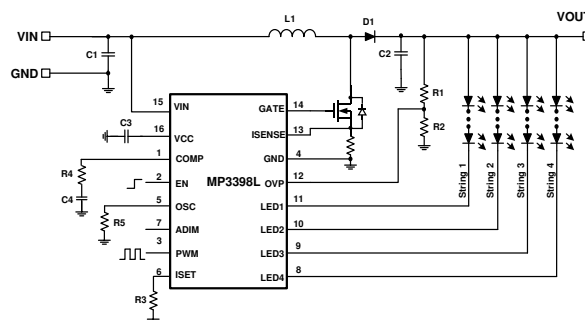 L1
D1
VOUT
VIN
C1
C2
GND
R1
R2
15
VIN
GATE
14
C3
16
VCC
ISENSE
13
1
COMP
GND
4
R4
2
EN
MP3398L
OVP
12
C4
5
OSC
LED1
11
R5
7
ADIM
LED2
10
3
PWM
LED3
9
6
ISET
LED4
8
R3
String 1
String 2
String 3
String 4